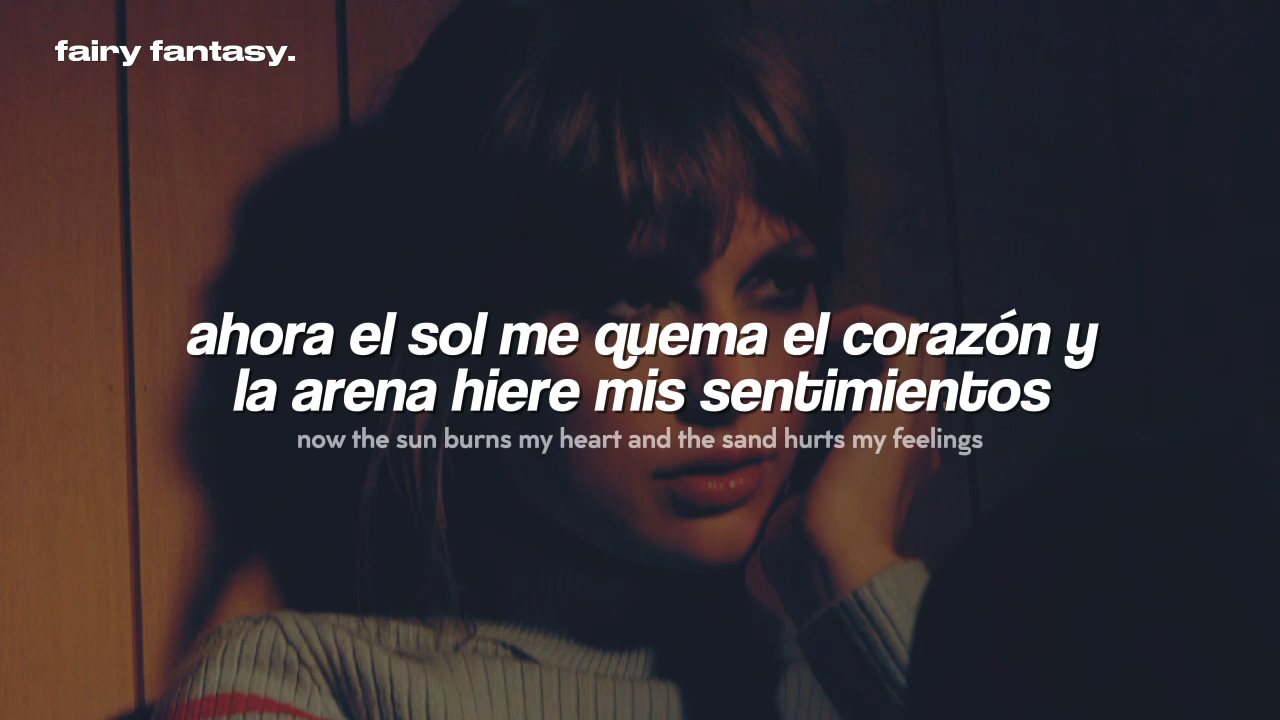 fairy fantasy.
ahora el sol me quema el corazón y
la arena hiere mis sentimientos
now the sun burns my heart and the sand hurts my feelings